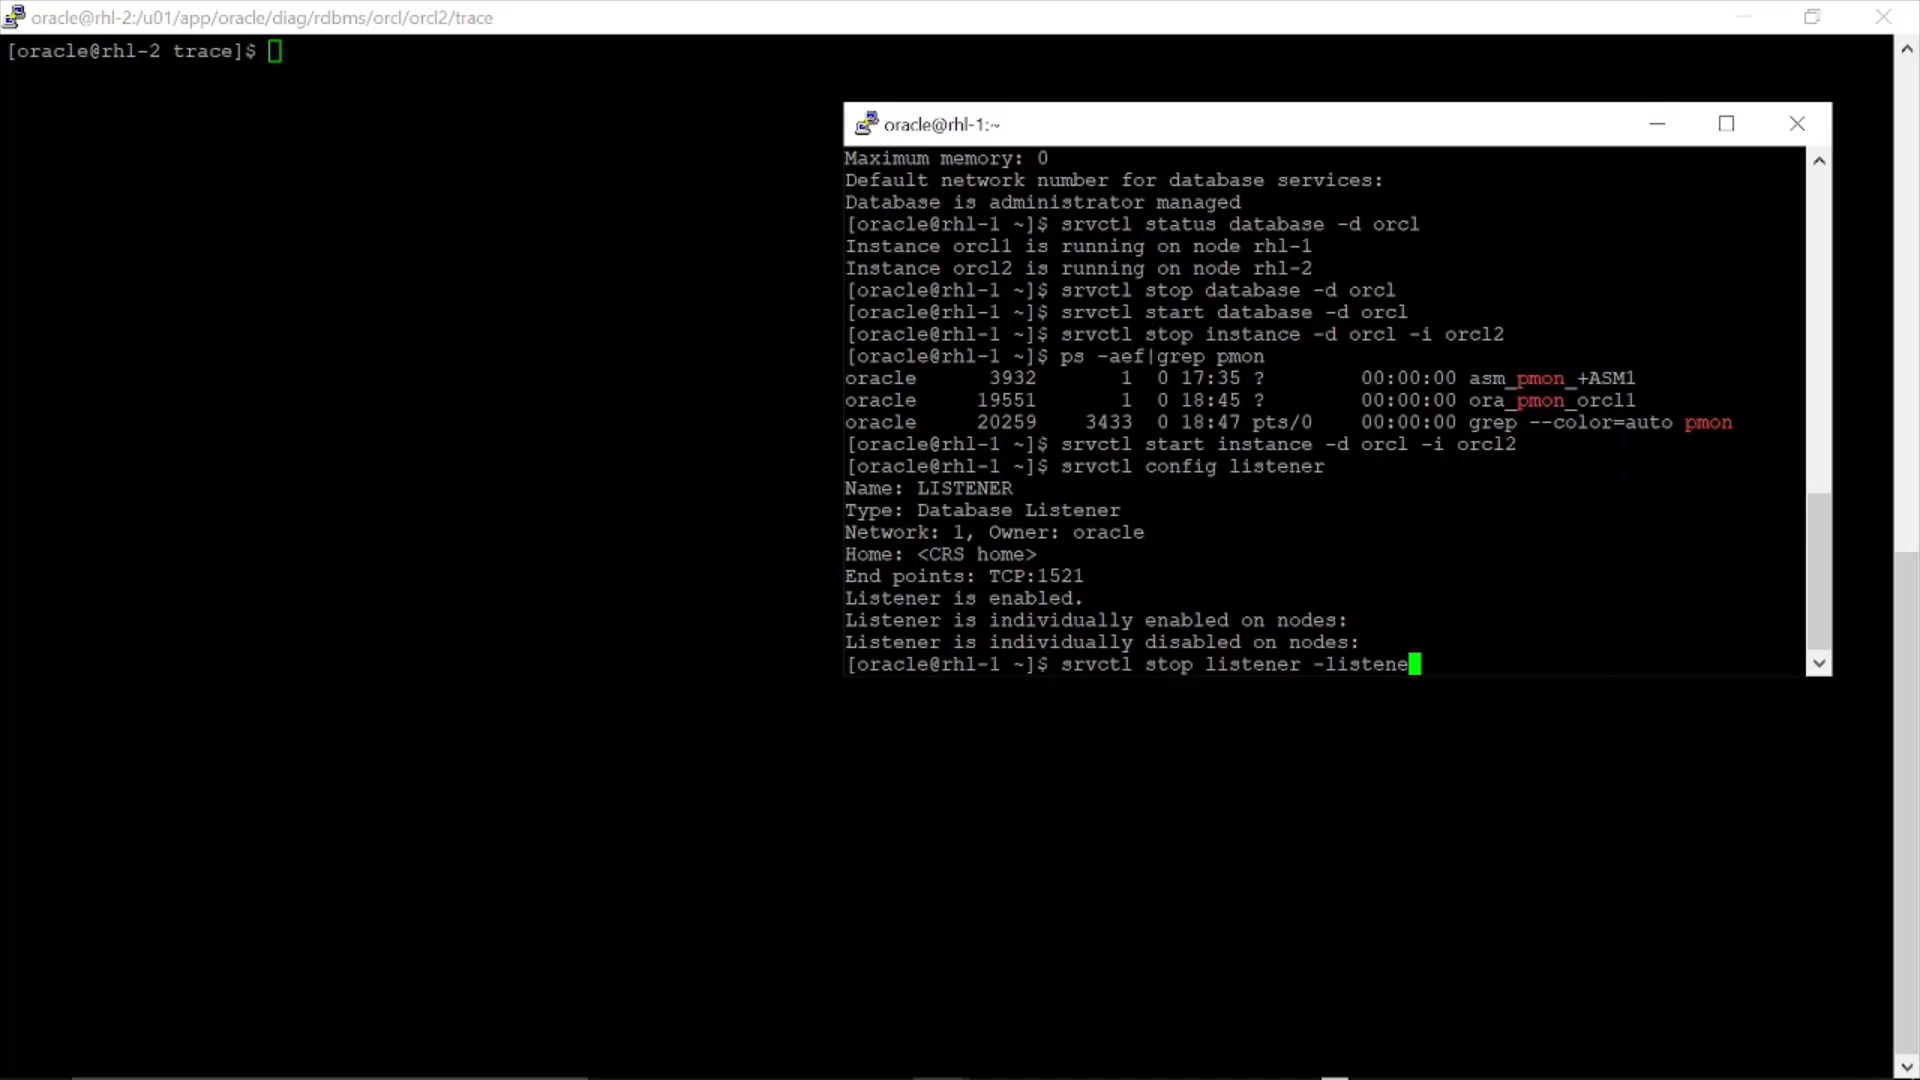 oracle@rhl-2:/u01/app/oracle/diag/rdbms/orcl/orcl2/trace
[oracle@rhl-2 trace]$
oracle@rhl-1:~
Maximum memory: 0
Default network number for database services:
Database is administrator managed
[oracle@rhl-1 ~]$ srvctl status database -d orcl
Instance orcl1 is running on node rhl-1
Instance orcl2 is running on node rhl-2
[oracle@rhl-1 ~]$ srvctl stop database -d orcl
[oracle@rhl-1 ~]$ srvctl start database -d orcl
[oracle@rhl-1 ~]$ srvctl stop instance -d orcl -i orcl2
[oracle@rhl-1 ~]$ ps -aef|grep pmon
oracle      3932       1  0 17:35 ?        00:00:00 asm_pmon_+ASM1
oracle     19551       1  0 18:45 ?        00:00:00 ora_pmon_orcl1
oracle     20259    3433  0 18:47 pts/0    00:00:00 grep --color=auto pmon
[oracle@rhl-1 ~]$ srvctl start instance -d orcl -i orcl2
[oracle@rhl-1 ~]$ srvctl config listener
Name: LISTENER
Type: Database Listener
Network: 1, Owner: oracle
Home: <CRS home>
End points: TCP:1521
Listener is enabled.
Listener is individually enabled on nodes:
Listener is individually disabled on nodes:
[oracle@rhl-1 ~]$ srvctl stop listener -listene